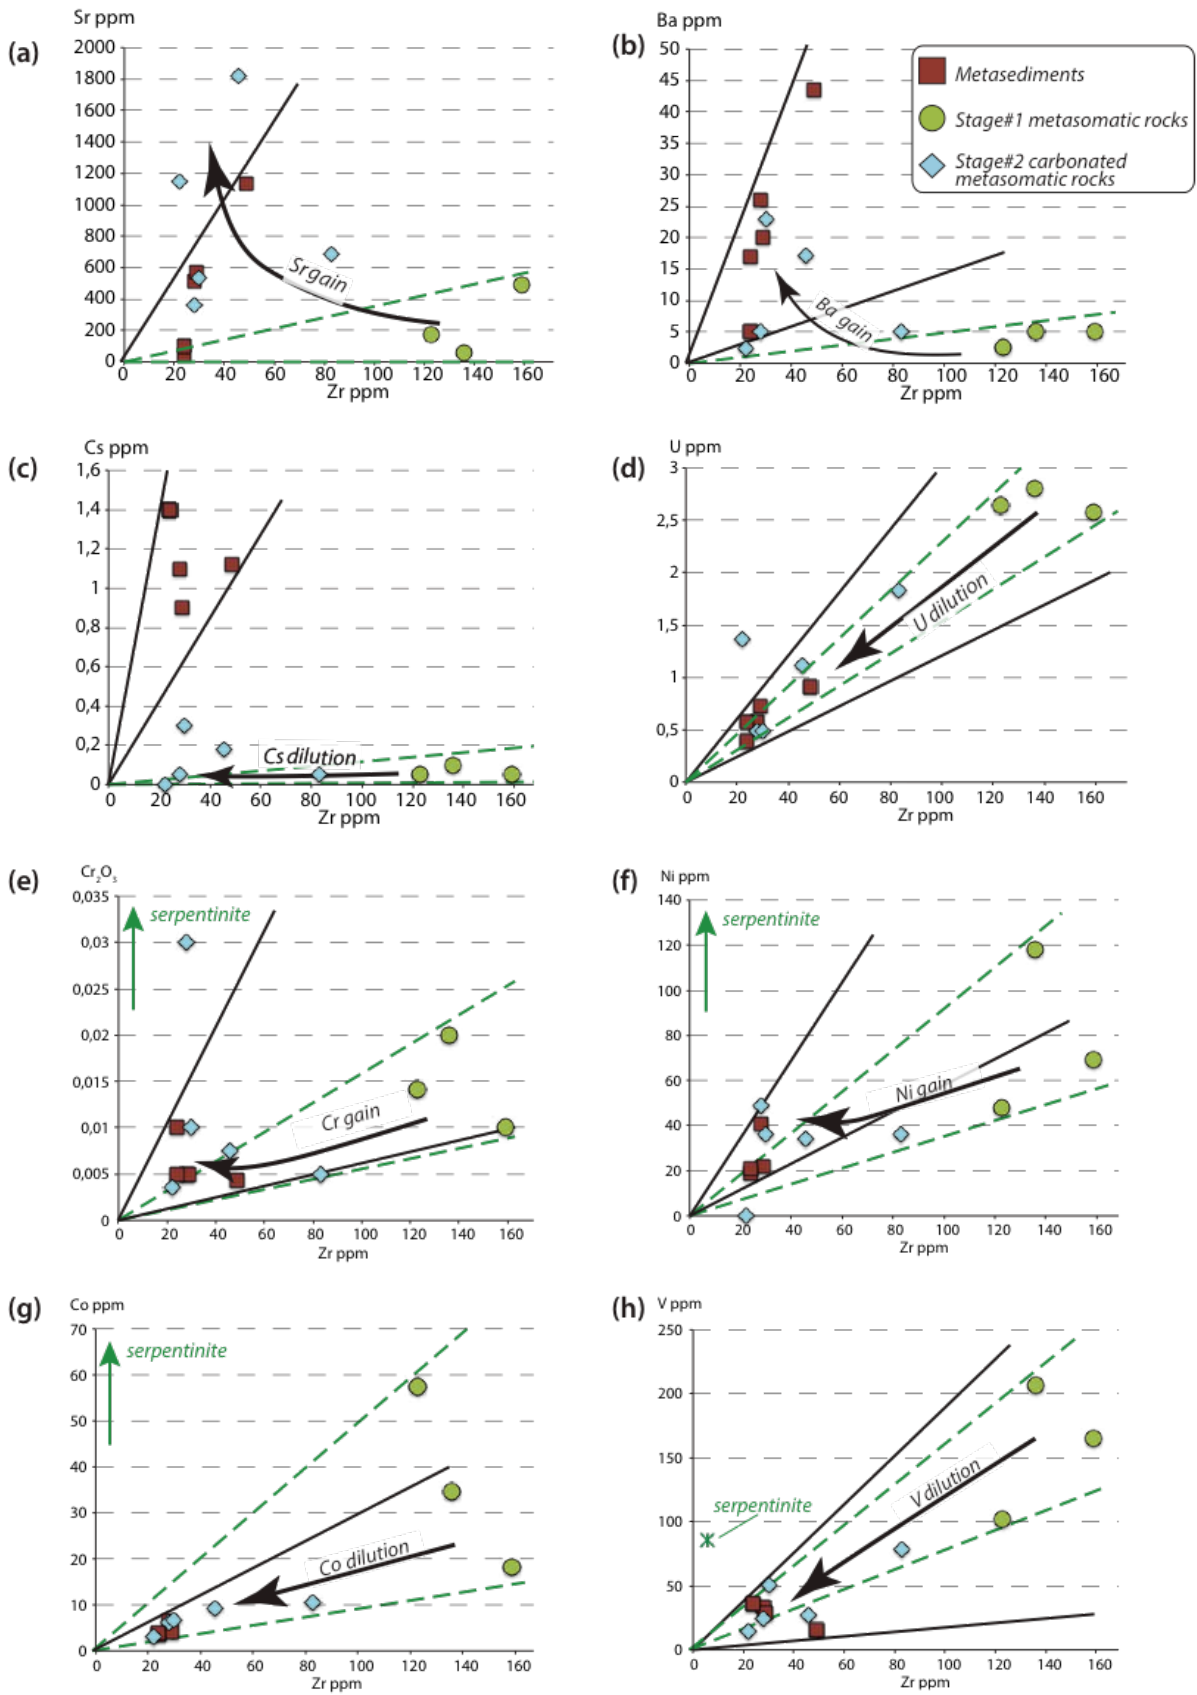 (a)
Sr ppm
2000
1800
1600
1400
1200
1000
800
600
400
200
0
0 20 40 60 80 100 120 140 160
Zr ppm
Sr gain
(b)
Ba ppm
50
45
40
35
30
25
20
15
10
5
0
0 20 40 60 80 100 120 140 160
Zr ppm
Ba gain
Metasediments
Stage#1 metasomatic rocks
Stage#2 carbonated
metasomatic rocks
(c)
Cs ppm
1,6
1,4
1,2
1
0,8
0,6
0,4
0,2
0
0 20 40 60 80 100 120 140 160
Zr ppm
Cs dilution
(d)
U ppm
3
2,5
2
1,5
1
0,5
0
0 20 40 60 80 100 120 140 160
Zr ppm
U dilution
(e)
Cr2O3
0,035
0,03
0,025
0,02
0,015
0,01
0,005
0
0 20 40 60 80 100 120 140 160
Zr ppm
serpentinite
Cr gain
(f)
Ni ppm
140
120
100
80
60
40
20
0
0 20 40 60 80 100 120 140 160
Zr ppm
serpentinite
Ni gain
(g)
Co ppm
70
60
50
40
30
20
10
0
0 20 40 60 80 100 120 140 160
Zr ppm
serpentinite
Co dilution
(h)
V ppm
250
200
150
100
50
0
0 20 40 60 80 100 120 140 160
Zr ppm
serpentinite
V dilution